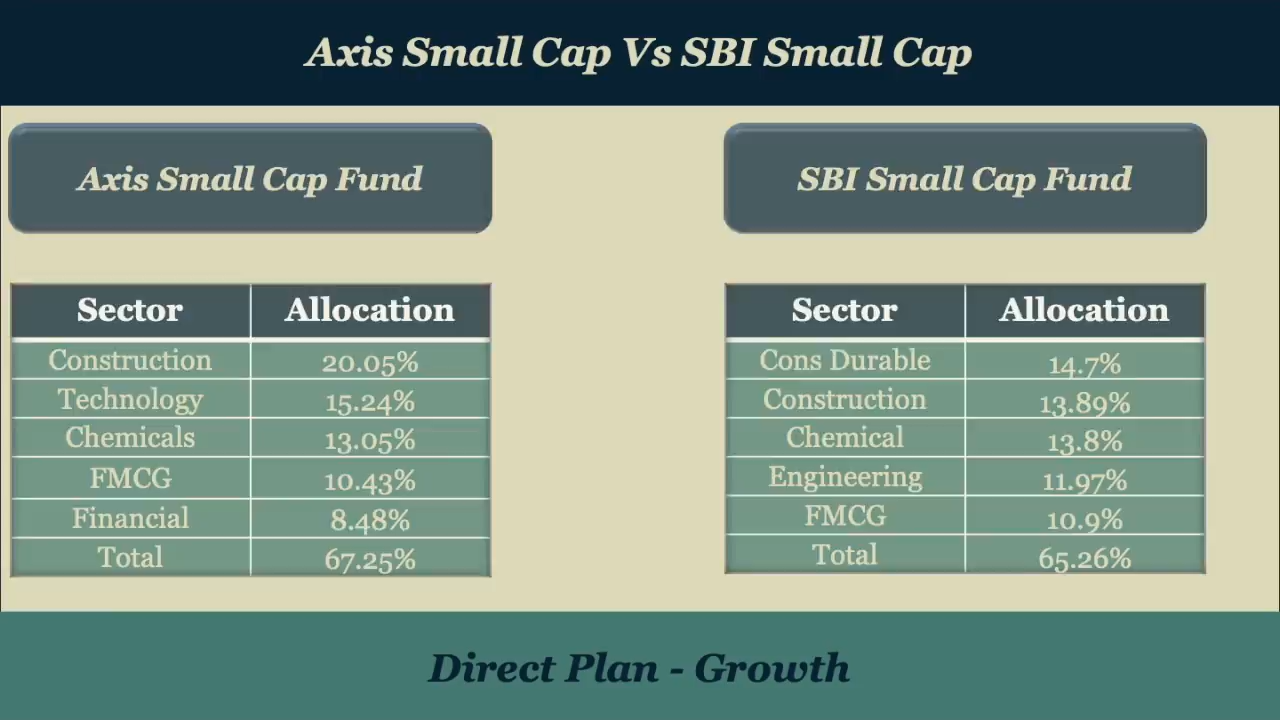 Axis Small Cap Vs SBI Small Cap
Axis Small Cap Fund
Sector Allocation
Construction 20.05%
Technology 15.24%
Chemicals 13.05%
FMCG 10.43%
Financial 8.48%
Total 67.25%
SBI Small Cap Fund
Sector Allocation
Cons Durable 14.7%
Construction 13.89%
Chemical 13.8%
Engineering 11.97%
FMCG 10.9%
Total 65.26%
Direct Plan - Growth